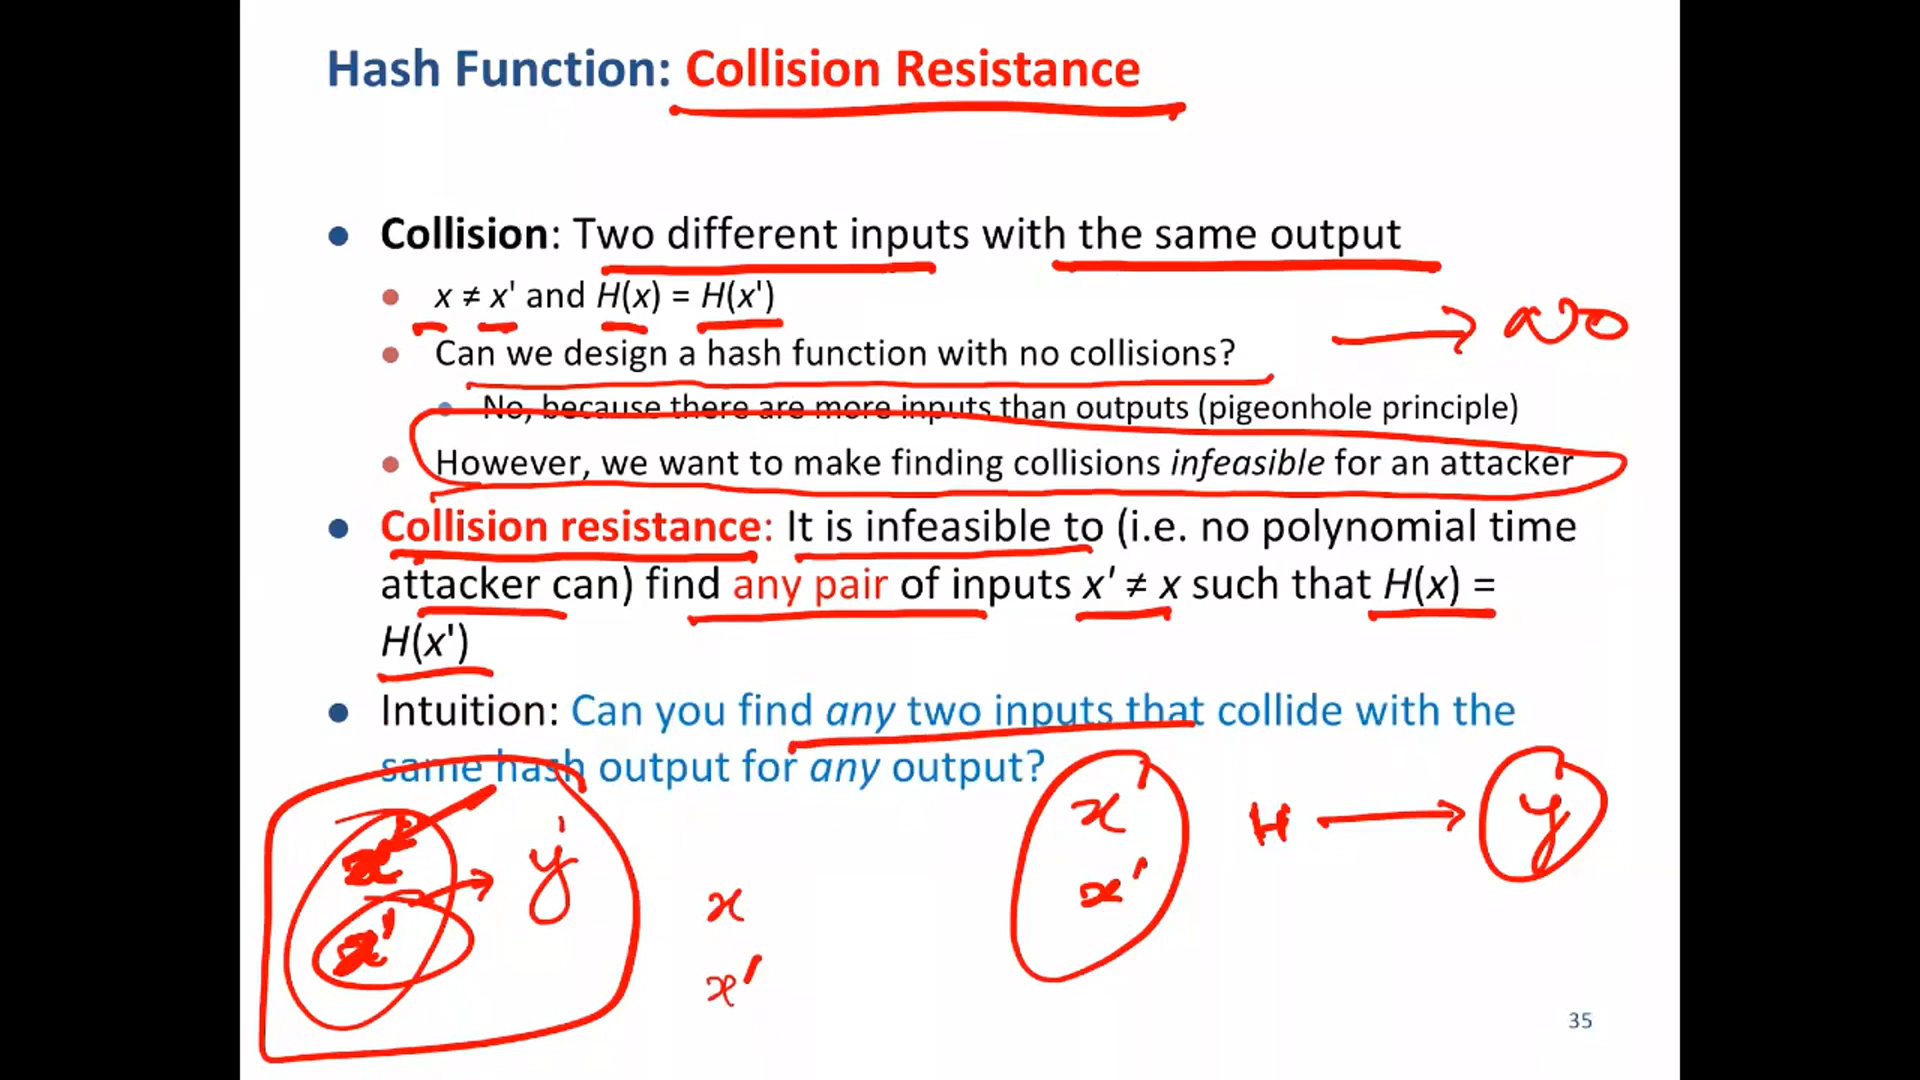 Hash Function: Collision Resistance
● Collision: Two different inputs with the same output
● x ≠ x' and H(x) = H(x')
→ No
● Can we design a hash function with no collisions?
● No, because there are more inputs than outputs (pigeonhole principle)
● However, we want to make finding collisions infeasible for an attacker
● Collision resistance: It is infeasible to (i.e. no polynomial time
attacker can) find any pair of inputs x' ≠ x such that H(x) =
H(x')
● Intuition: Can you find any two inputs that collide with the
same hash output for any output?
x → y
x'
x
x'
x H → y
x'
35